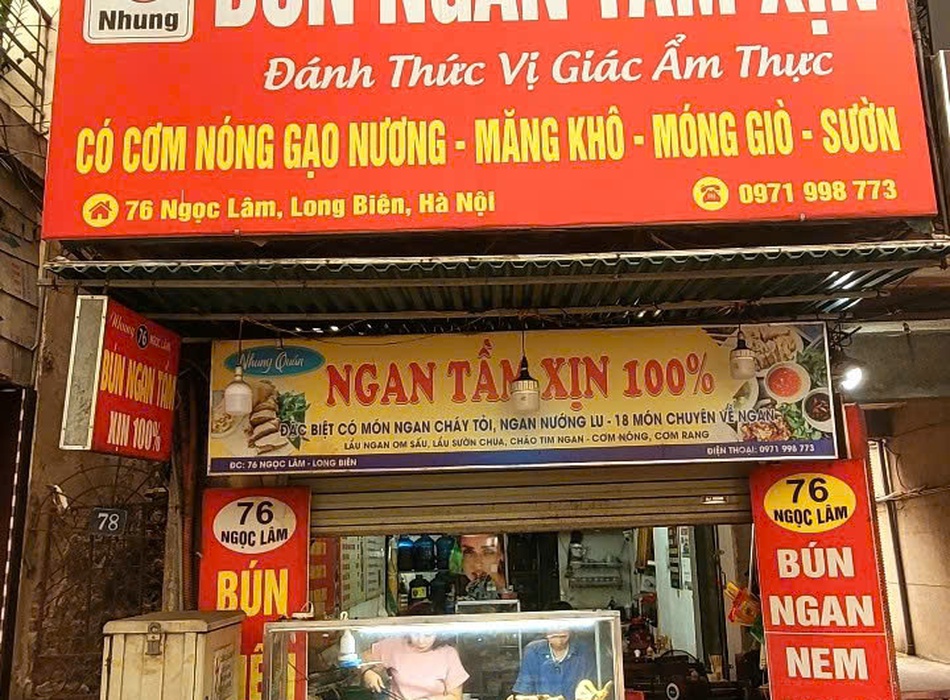 Nhung
BÚN NGAN TẦM XỊN
Đánh Thức Vị Giác Ẩm Thực
CÓ CƠM NÓNG GẠO NƯƠNG - MĂNG KHÔ - MÓNG GIÒ - SƯỜN
76 Ngọc Lâm, Long Biên, Hà Nội
0971 998 773
Nhung 76 NGỌC LÂM
BÚN NGAN TẦM
XỊN 100%
Nhung Quán
NGAN TẦM XỊN 100%
ĐẶC BIỆT CÓ MÓN NGAN CHÁY TỎI, NGAN NƯỚNG LU - 18 MÓN CHUYÊN VỀ NGAN
LẨU NGAN OM SẤU, LẨU SƯỜN CHUA, CHÁO TIM NGAN - CƠM NÓNG, CƠM RANG
ĐC: 76 NGỌC LÂM - LONG BIÊN
ĐIỆN THOẠI: 0971 998 773
78
76
NGỌC LÂM
BÚN
76
NGỌC LÂM
BÚN
NGAN
NEM